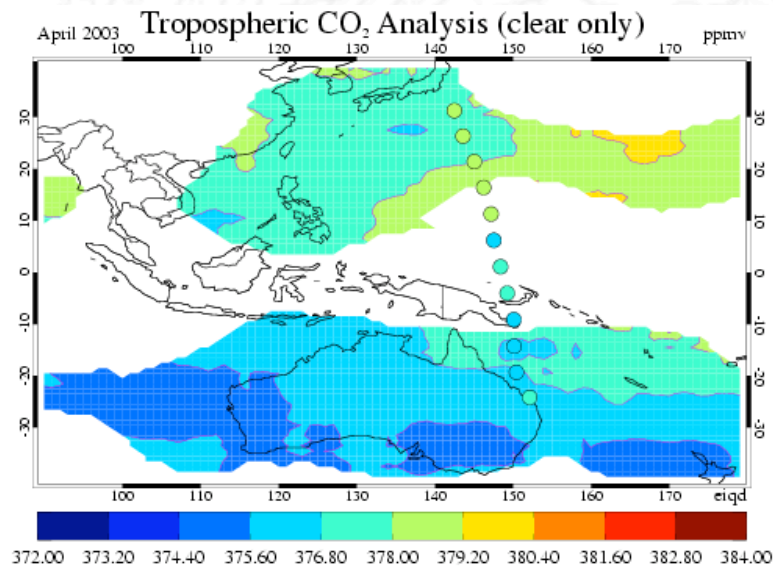 Tropospheric CO₂ Analysis (clear only)
April 2003 ppmv
100 110 120 130 140 150 160 170
30 30
20 20
10 10
0 0
-10 -10
-20 -20
-30 -30
100 110 120 130 140 150 160 170 eiqd
372.00 373.20 374.40 375.60 376.80 378.00 379.20 380.40 381.60 382.80 384.00